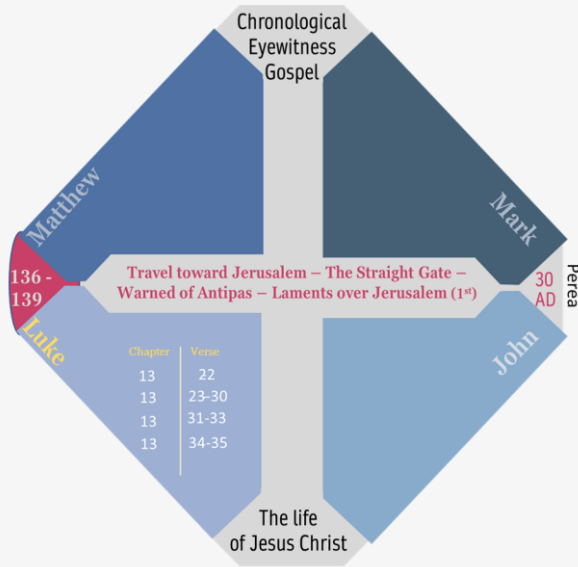 Chronological
Eyewitness
Gospel
Matthew
Mark
136 -
139
Travel toward Jerusalem – The Straight Gate –
Warned of Antipas – Laments over Jerusalem (1st)
30
AD
Perea
Luke
John
Chapter Verse
13 22
13 23-30
13 31-33
13 34-35
The life
of Jesus Christ